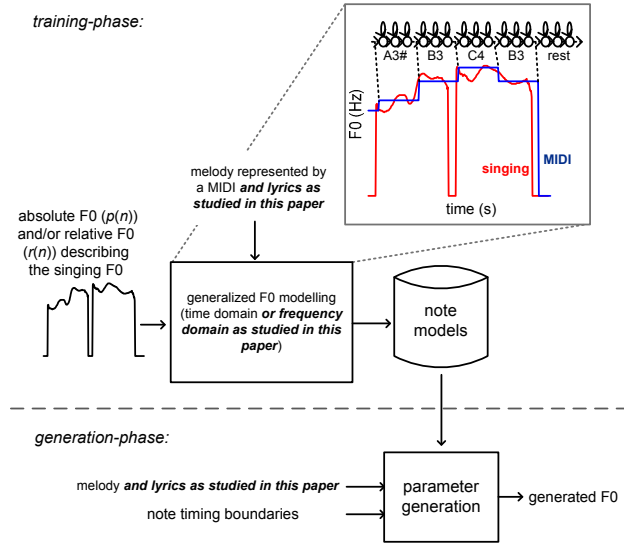 training-phase:
A3# B3 C4 B3 rest
F0 (Hz)
singing
MIDI
time (s)
melody represented by
a MIDI and lyrics as
studied in this paper
absolute F0 (p(n))
and/or relative F0
(r(n)) describing
the singing F0
generalized F0 modelling
(time domain or frequency
domain as studied in this
paper)
note
models
generation-phase:
melody and lyrics as studied in this paper
note timing boundaries
parameter
generation
generated F0